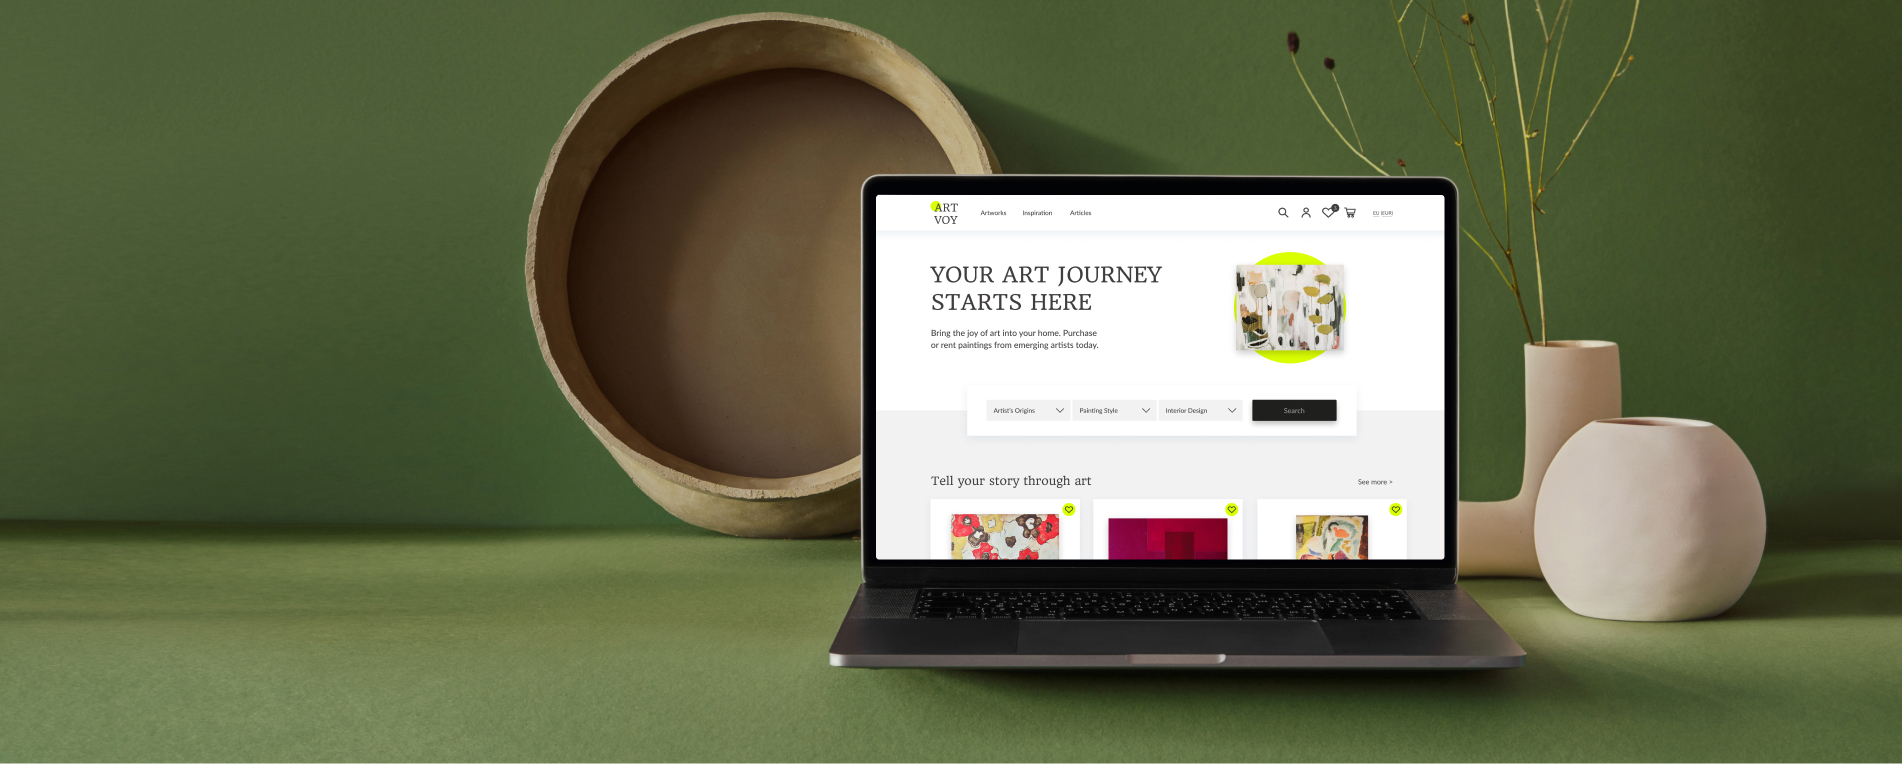 ART
VOY
Artworks
Inspiration
Articles
EU (EUR)
YOUR ART JOURNEY
STARTS HERE
Bring the joy of art into your home. Purchase
or rent paintings from emerging artists today.
Artist's Origins
Painting Style
Interior Design
Search
Tell your story through art
See more >